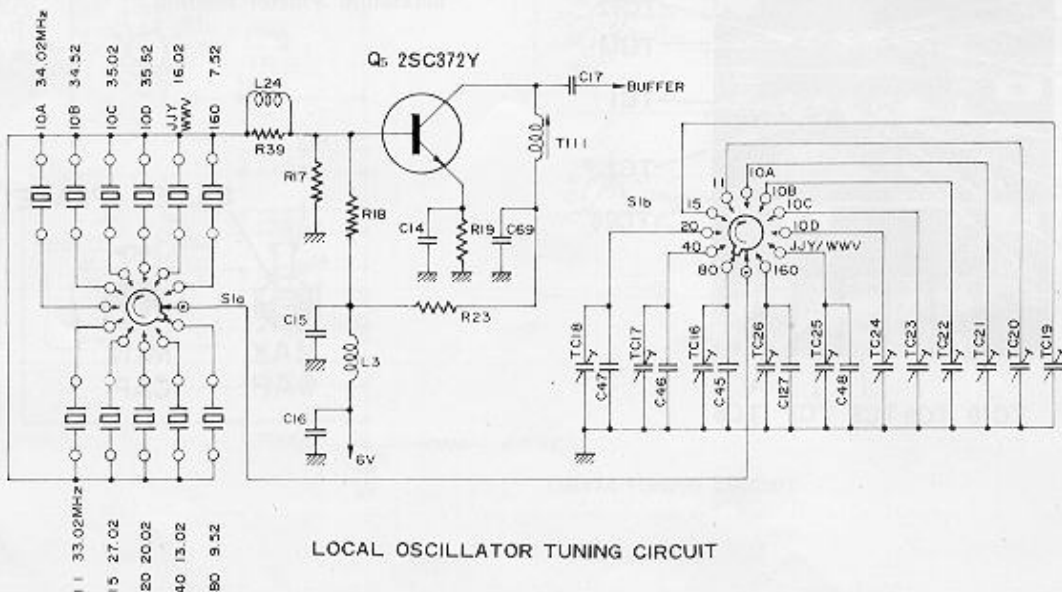 10A 34.02MHz
10B 34.52
10C 35.02
10D 35.52
JJY
WWV 16.02
160 7.52
L24
R39
R17
R18
Q5 2SC372Y
C17
BUFFER
T111
C14
R19
C69
S1a
C15
L3
R23
C16
6V
S1b
11
10A
10B
10C
10D
JJY/WWV
160
80
40
20
15
TC18
C47
TC17
C46
TC16
C45
TC26
C127
TC25
C48
TC24
TC23
TC22
TC21
TC20
TC19
11 33.02MHz
15 27.02
20 20.02
40 13.02
80 9.52
LOCAL OSCILLATOR TUNING CIRCUIT